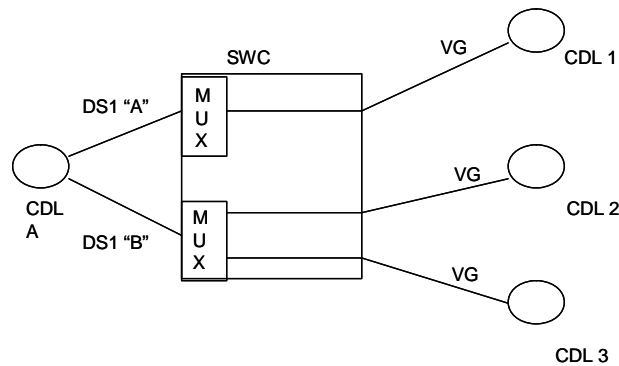 VG
SWC
CDL 1
M
U
X
DS1 “A”
VG
CDL
A
CDL 2
M
U
X
DS1 “B”
VG
CDL 3